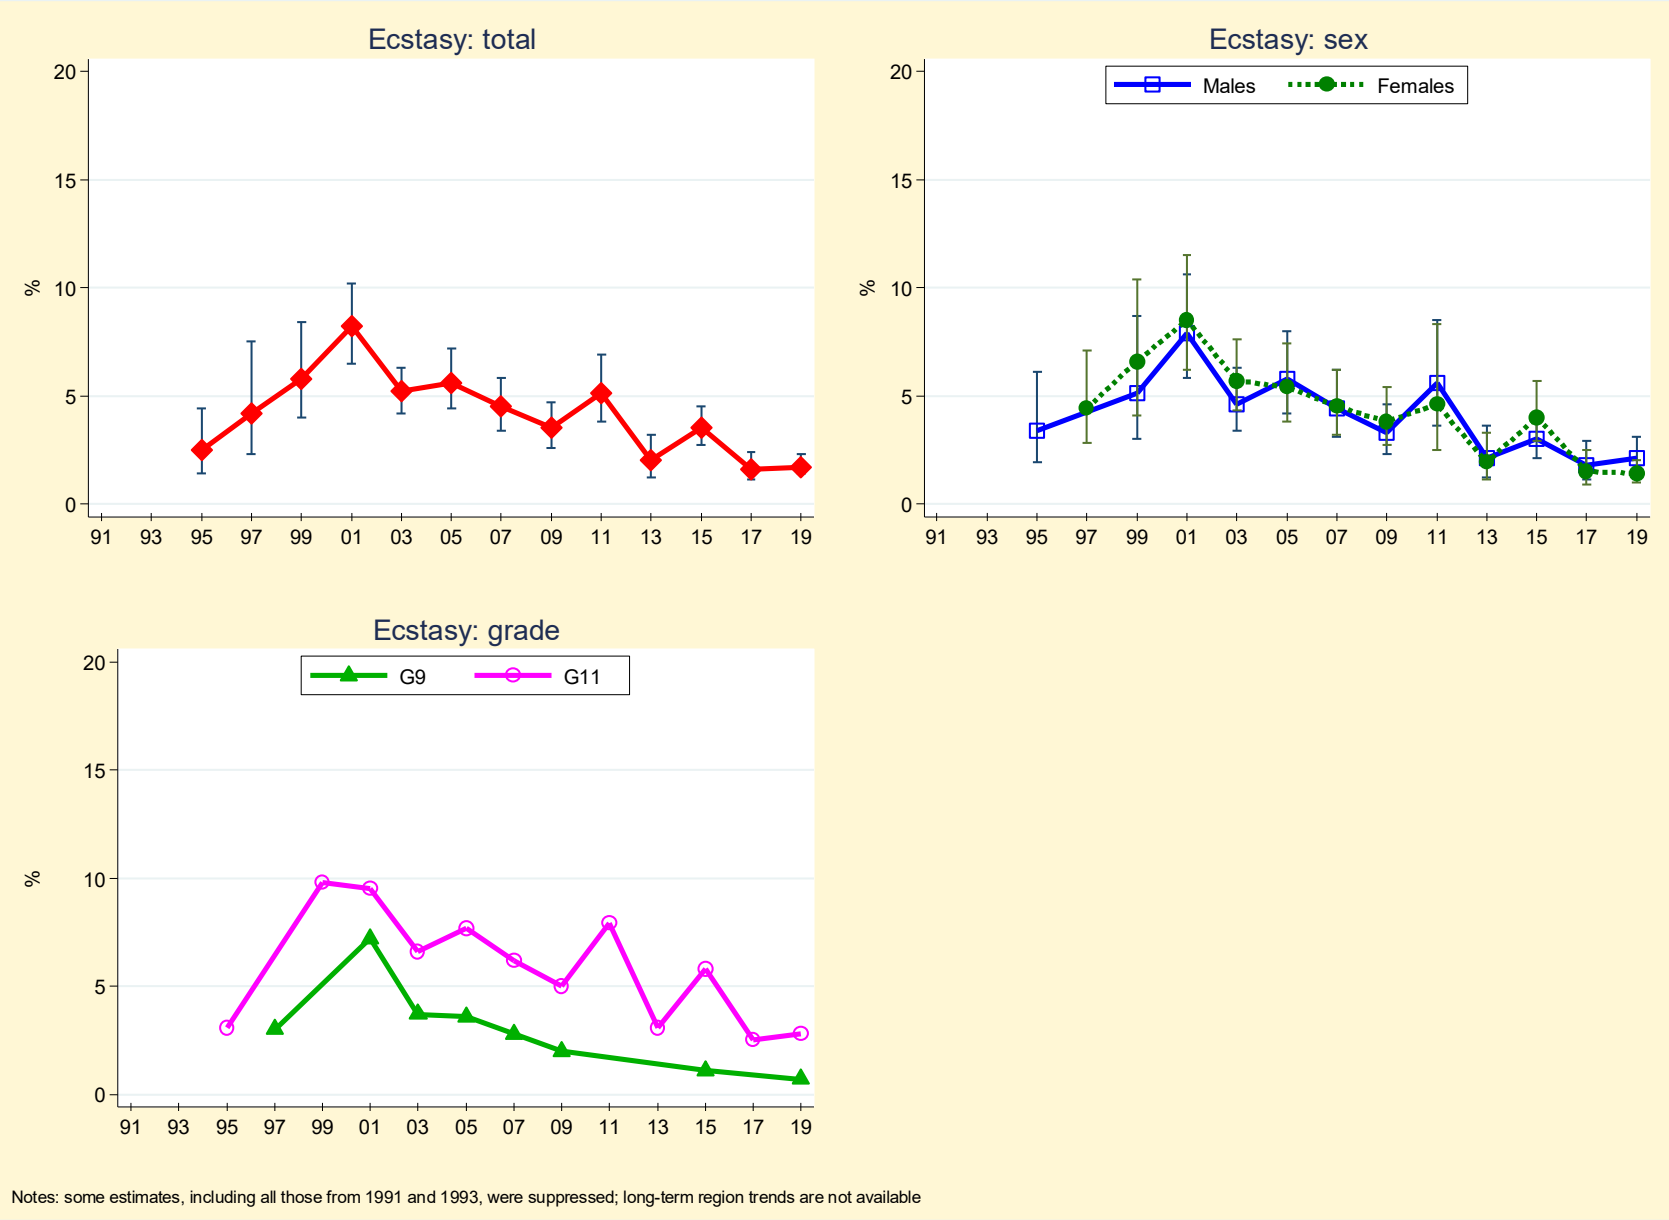 Ecstasy: total
20
15
10
5
0
%
91 93 95 97 99 01 03 05 07 09 11 13 15 17 19
Ecstasy: sex
Males Females
20
15
10
5
0
%
91 93 95 97 99 01 03 05 07 09 11 13 15 17 19
Ecstasy: grade
G9 G11
20
15
10
5
0
%
91 93 95 97 99 01 03 05 07 09 11 13 15 17 19
Notes: some estimates, including all those from 1991 and 1993, were suppressed; long-term region trends are not available